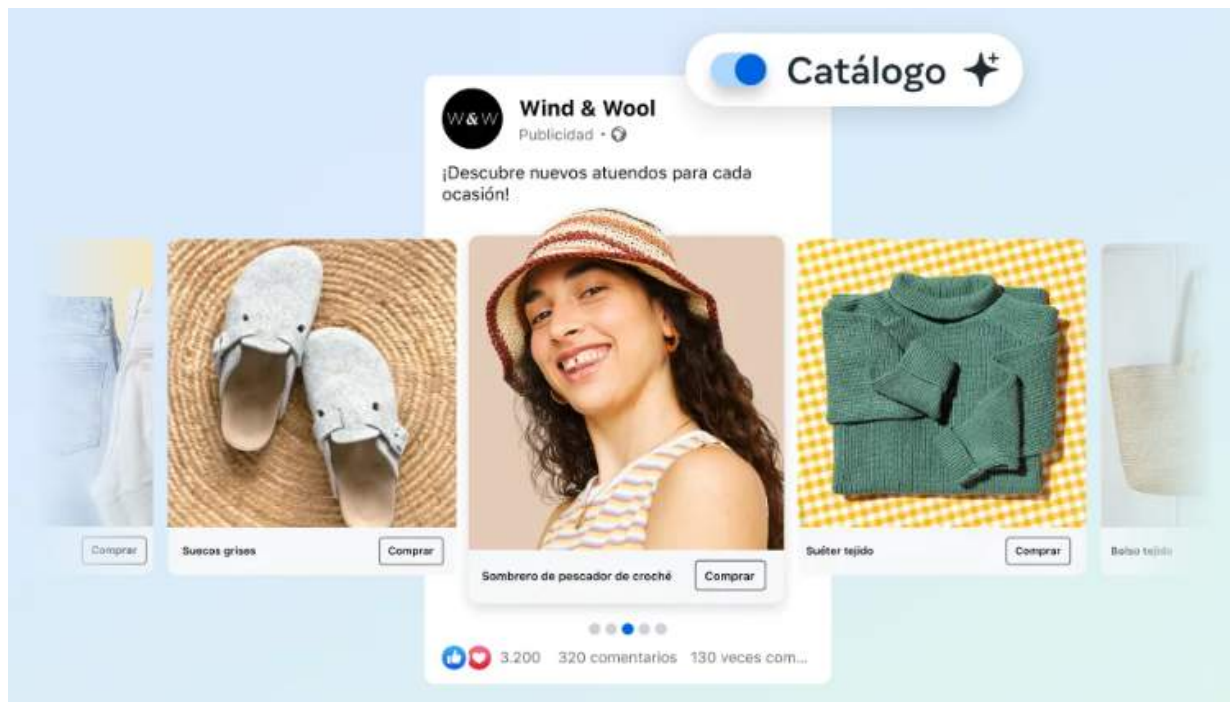 Catálogo
W&W
Wind & Wool
Publicidad
¡Descubre nuevos atuendos para cada
ocasión!
Comprar
Suecos grises
Comprar
Sombrero de pescador de croché
Comprar
Suéter tejido
Comprar
Bolso tejido
3.200 320 comentarios 130 veces com...